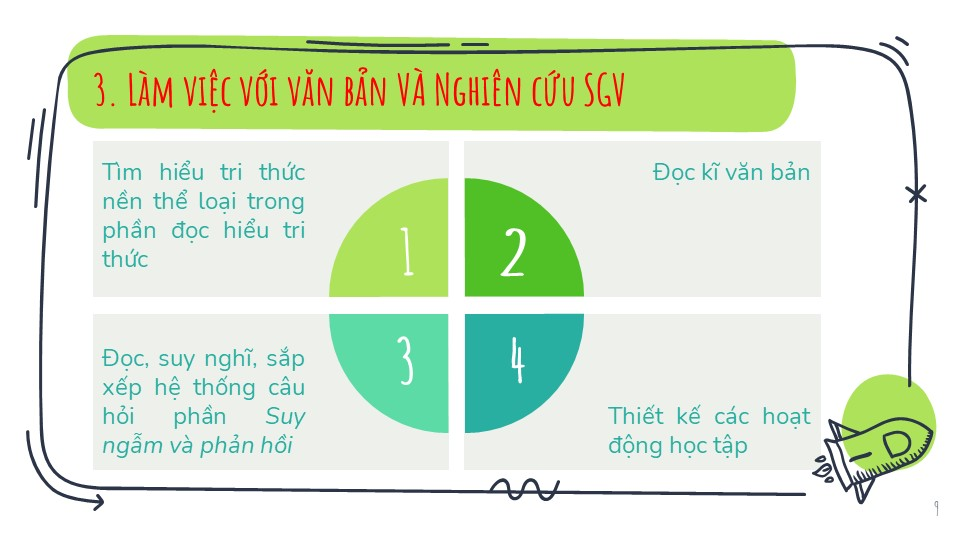 3. Làm việc với văn bản VÀ Nghiên cứu SGV
Tìm hiểu tri thức
nền thể loại trong
phần đọc hiểu tri
thức
1
Đọc kĩ văn bản
2
Đọc, suy nghĩ, sắp
xếp hệ thống câu
hỏi phần Suy
ngẫm và phản hồi
3
Thiết kế các hoạt
động học tập
4
9